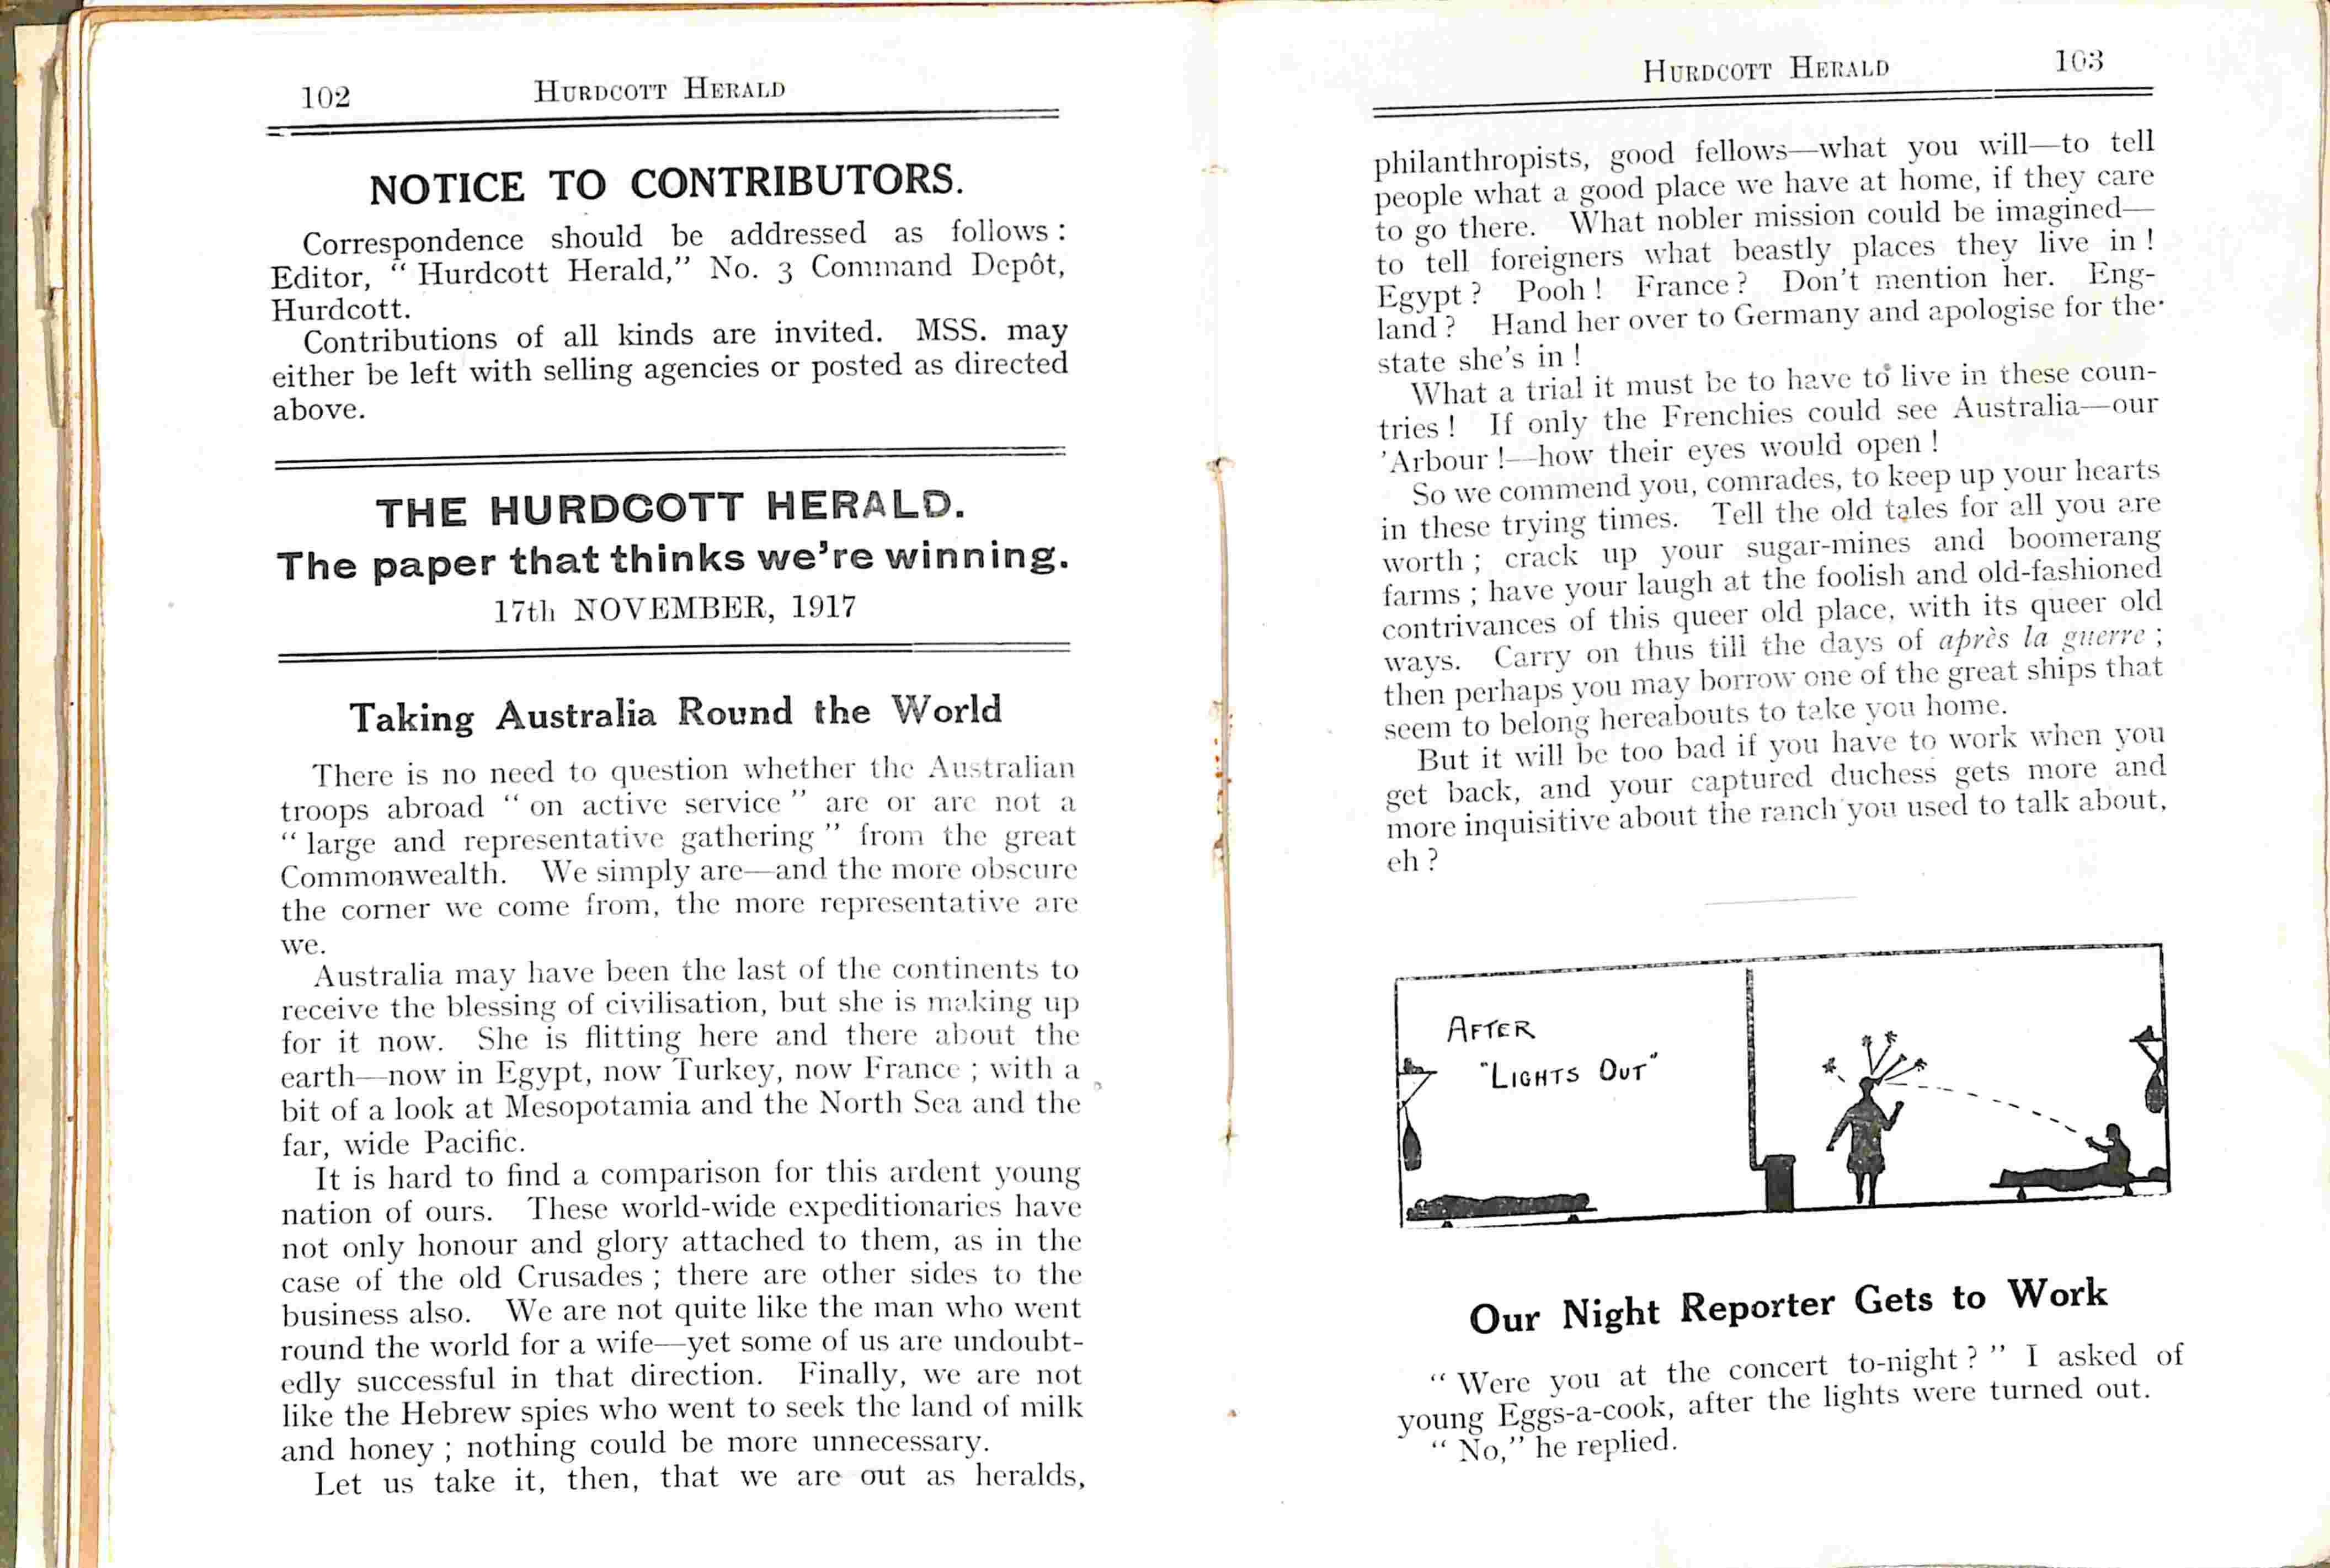 102 HURDCOTT HERALD
NOTICE TO CONTRIBUTORS.
Correspondence should be addressed as follows :
Editor, “ Hurdcott Herald,” No. 3 Command Depôt,
Hurdcott.
Contributions of all kinds are invited. MSS. may
either be left with selling agencies or posted as directed
above.
THE HURDCOTT HERALD.
The paper that thinks we’re winning.
17th NOVEMBER, 1917
Taking Australia Round the World
There is no need to question whether the Australian
troops abroad “ on active service ” are or are not a
“ large and representative gathering ” from the great
Commonwealth. We simply are—and the more obscure
the corner we come from, the more representative are
we.
Australia may have been the last of the continents to
receive the blessing of civilisation, but she is making up
for it now. She is flitting here and there about the
earth—now in Egypt, now Turkey, now France ; with a
bit of a look at Mesopotamia and the North Sea and the
far, wide Pacific.
It is hard to find a comparison for this ardent young
nation of ours. These world-wide expeditionaries have
not only honour and glory attached to them, as in the
case of the old Crusades ; there are other sides to the
business also. We are not quite like the man who went
round the world for a wife—yet some of us are undoubt-
edly successful in that direction. Finally, we are not
like the Hebrew spies who went to seek the land of milk
and honey ; nothing could be more unnecessary.
Let us take it, then, that we are out as heralds,
HURDCOTT HERALD 103
philanthropists, good fellows—what you will—to tell
people what a good place we have at home, if they care
to go there. What nobler mission could be imagined—
to tell foreigners what beastly places they live in !
Egypt ? Pooh ! France ? Don’t mention her. Eng-
land ? Hand her over to Germany and apologise for the
state she’s in !
What a trial it must be to have to live in these coun-
tries ! If only the Frenchies could see Australia—our
’Arbour !—how their eyes would open !
So we commend you, comrades, to keep up your hearts
in these trying times. Tell the old tales for all you are
worth ; crack up your sugar-mines and boomerang
farms ; have your laugh at the foolish and old-fashioned
contrivances of this queer old place, with its queer old
ways. Carry on thus till the days of après la guerre ;
then perhaps you may borrow one of the great ships that
seem to belong hereabouts to take you home.
But it will be too bad if you have to work when you
get back, and your captured duchess gets more and
more inquisitive about the ranch you used to talk about,
eh ?
AFTER
"LIGHTS OUT"
Our Night Reporter Gets to Work
“ Were you at the concert to-night ? ” I asked of
young Eggs-a-cook, after the lights were turned out.
“ No,” he replied.